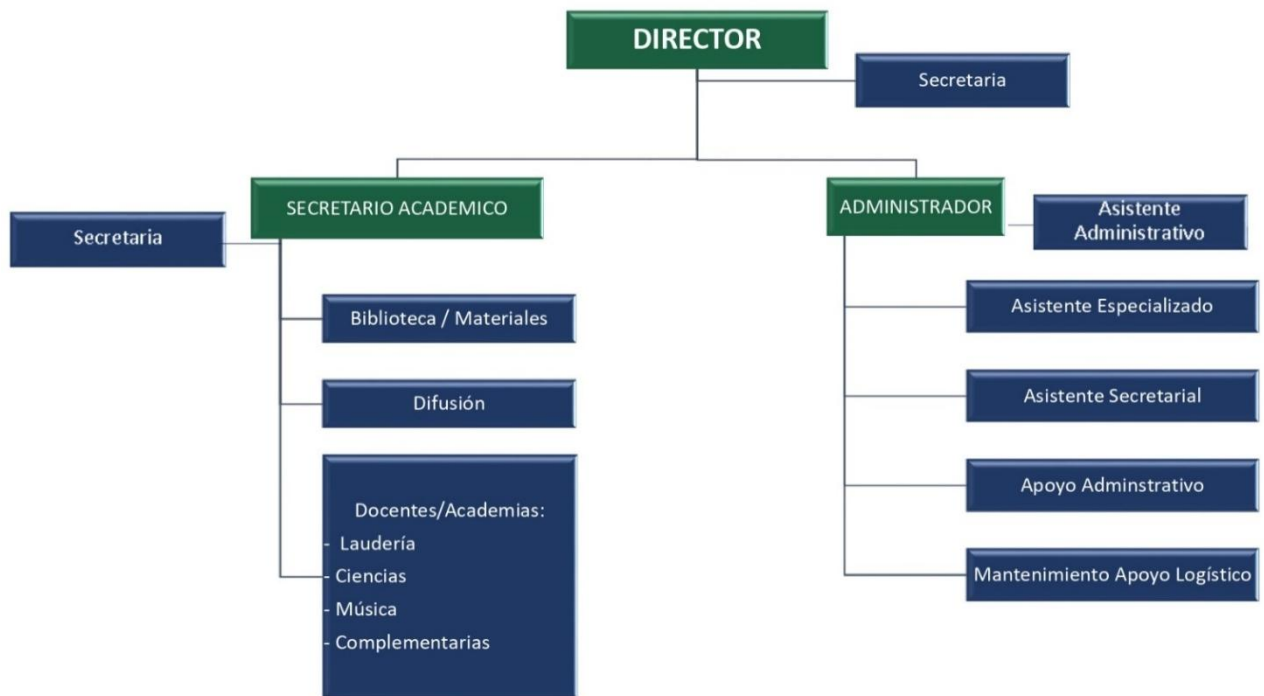 DIRECTOR
Secretaria
SECRETARIO ACADEMICO
ADMINISTRADOR
Secretaria
Asistente
Administrativo
Biblioteca / Materiales
Asistente Especializado
Difusión
Asistente Secretarial
Docentes/Academias:
- Laudería
- Ciencias
- Música
- Complementarias
Apoyo Adminstrativo
Mantenimiento Apoyo Logístico